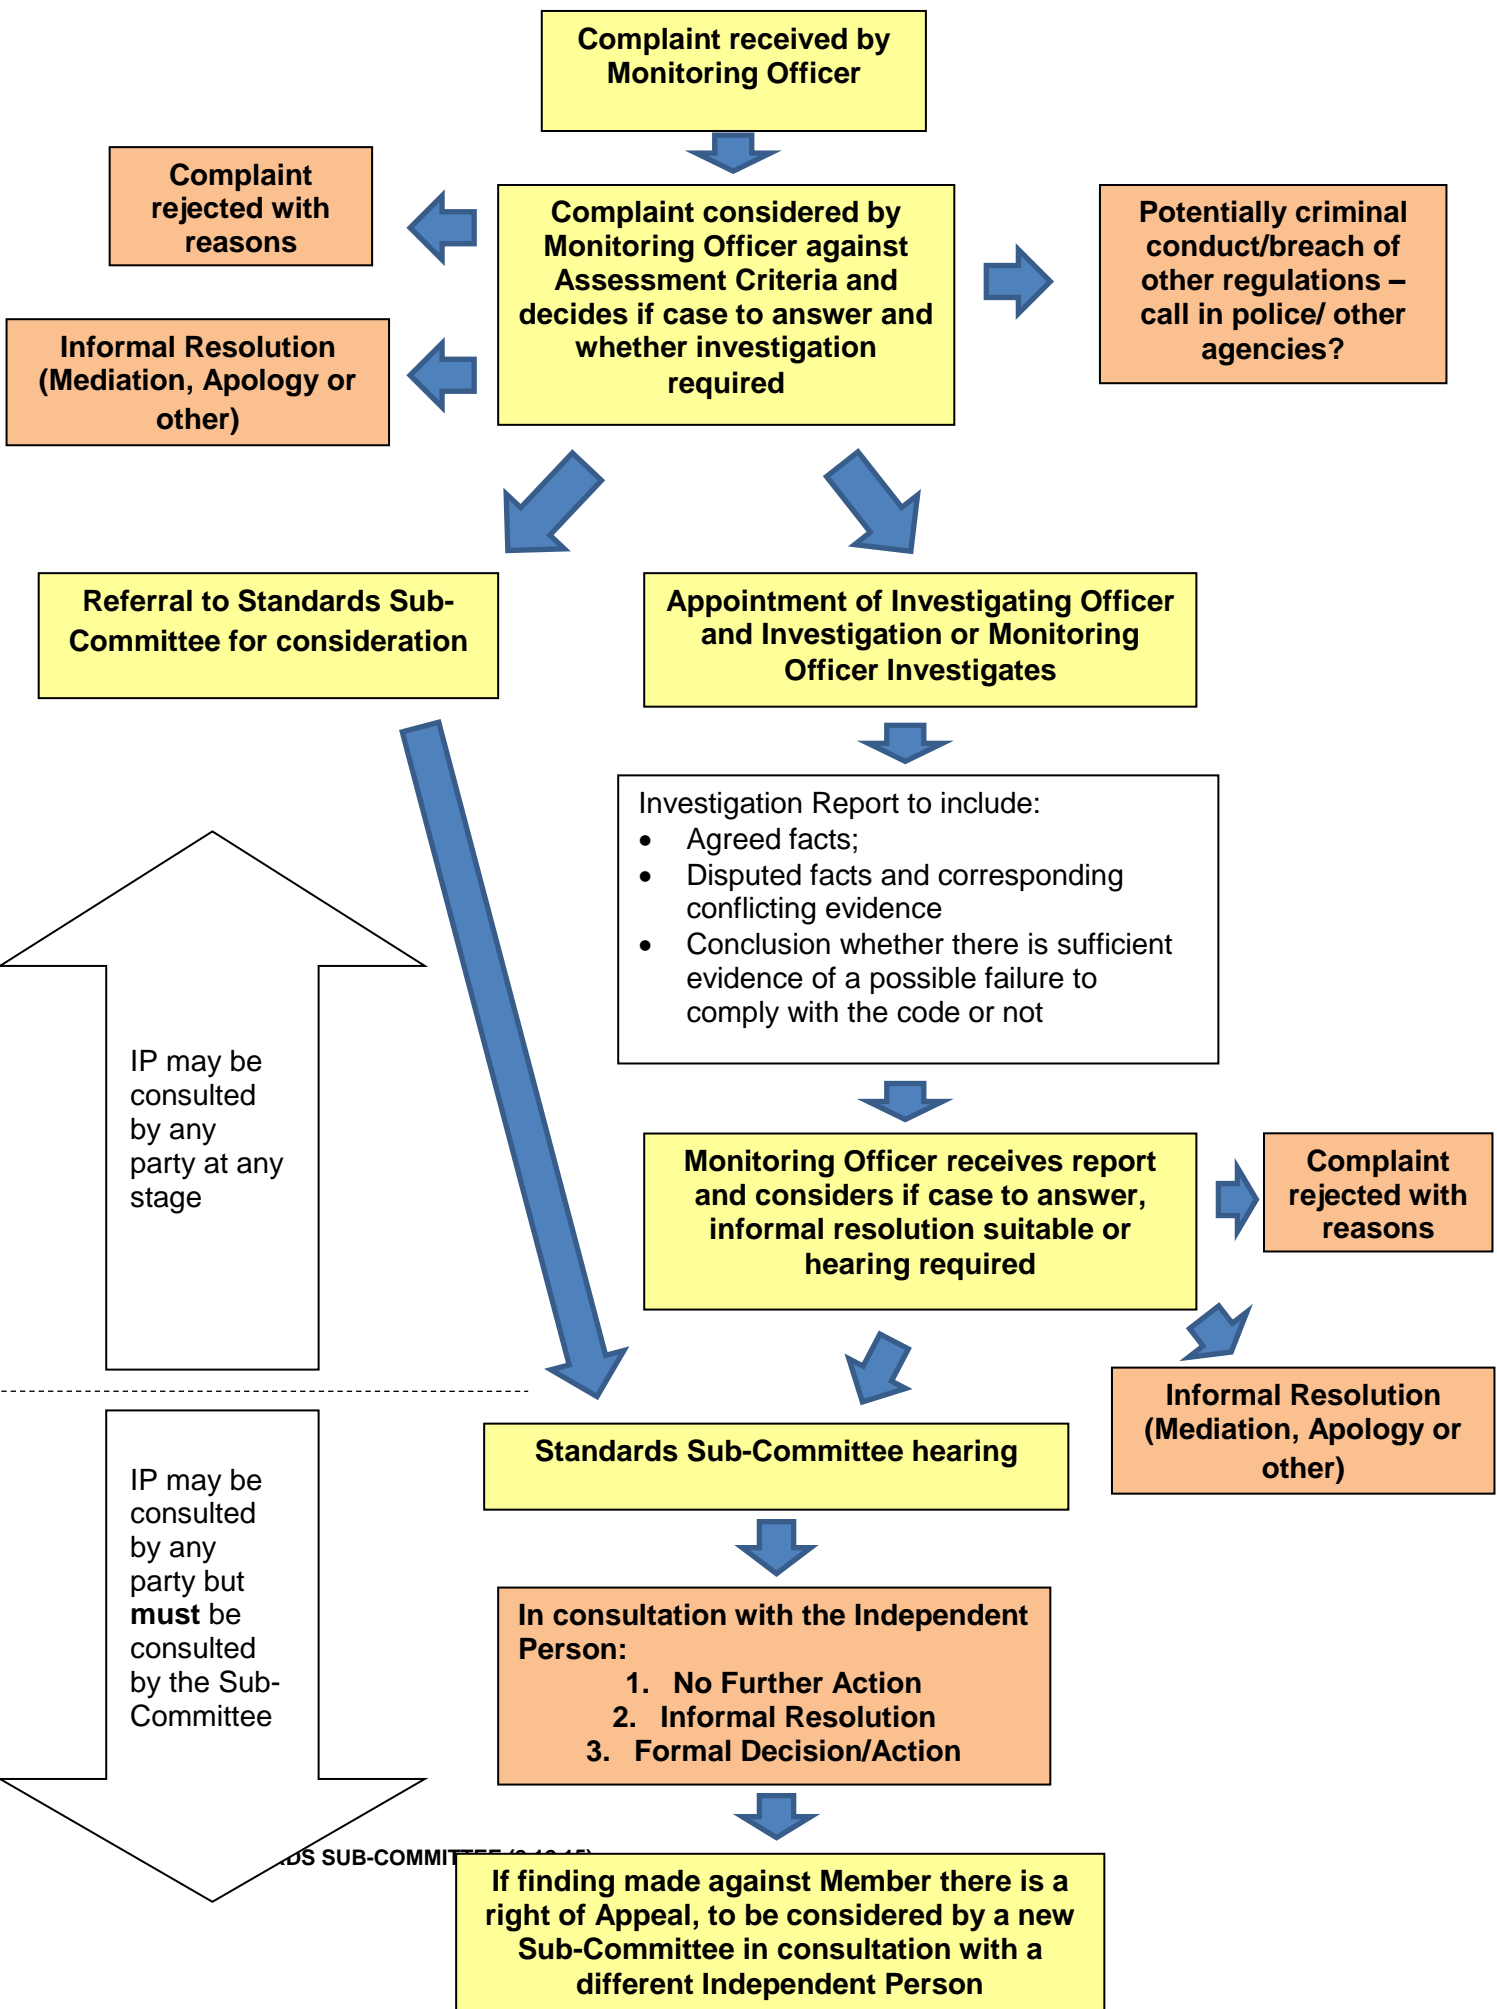 Complaint received by
Monitoring Officer
Complaint
rejected with
reasons
Complaint considered by
Monitoring Officer against
Assessment Criteria and
decides if case to answer and
whether investigation
required
Potentially criminal
conduct/breach of
other regulations –
call in police/ other
agencies?
Informal Resolution
(Mediation, Apology or
other)
Referral to Standards Sub-
Committee for consideration
Appointment of Investigating Officer
and Investigation or Monitoring
Officer Investigates
Investigation Report to include:
• Agreed facts;
• Disputed facts and corresponding
conflicting evidence
• Conclusion whether there is sufficient
evidence of a possible failure to
comply with the code or not
IP may be
consulted
by any
party at any
stage
Monitoring Officer receives report
and considers if case to answer,
informal resolution suitable or
hearing required
Complaint
rejected with
reasons
Informal Resolution
(Mediation, Apology or
other)
Standards Sub-Committee hearing
IP may be
consulted
by any
party but
must be
consulted
by the Sub-
Committee
In consultation with the Independent
Person:
1. No Further Action
2. Informal Resolution
3. Formal Decision/Action
SUB-COMMITTEE
If finding made against Member there is a
right of Appeal, to be considered by a new
Sub-Committee in consultation with a
different Independent Person